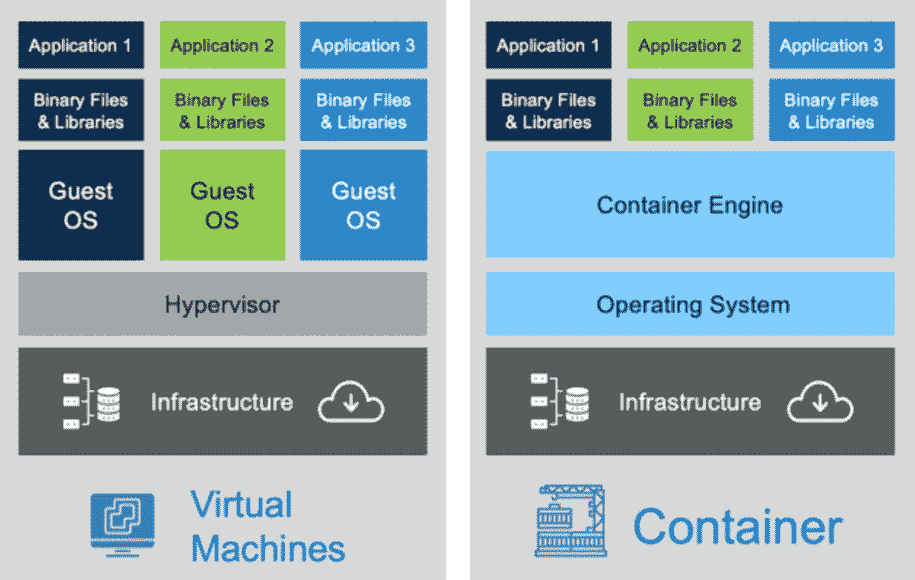 Application 1
Application 2
Application 3
Binary Files
& Libraries
Binary Files
& Libraries
Binary Files
& Libraries
Guest
OS
Guest
OS
Guest
OS
Hypervisor
Infrastructure
Virtual
Machines
Application 1
Application 2
Application 3
Binary Files
& Libraries
Binary Files
& Libraries
Binary Files
& Libraries
Container Engine
Operating System
Infrastructure
Container